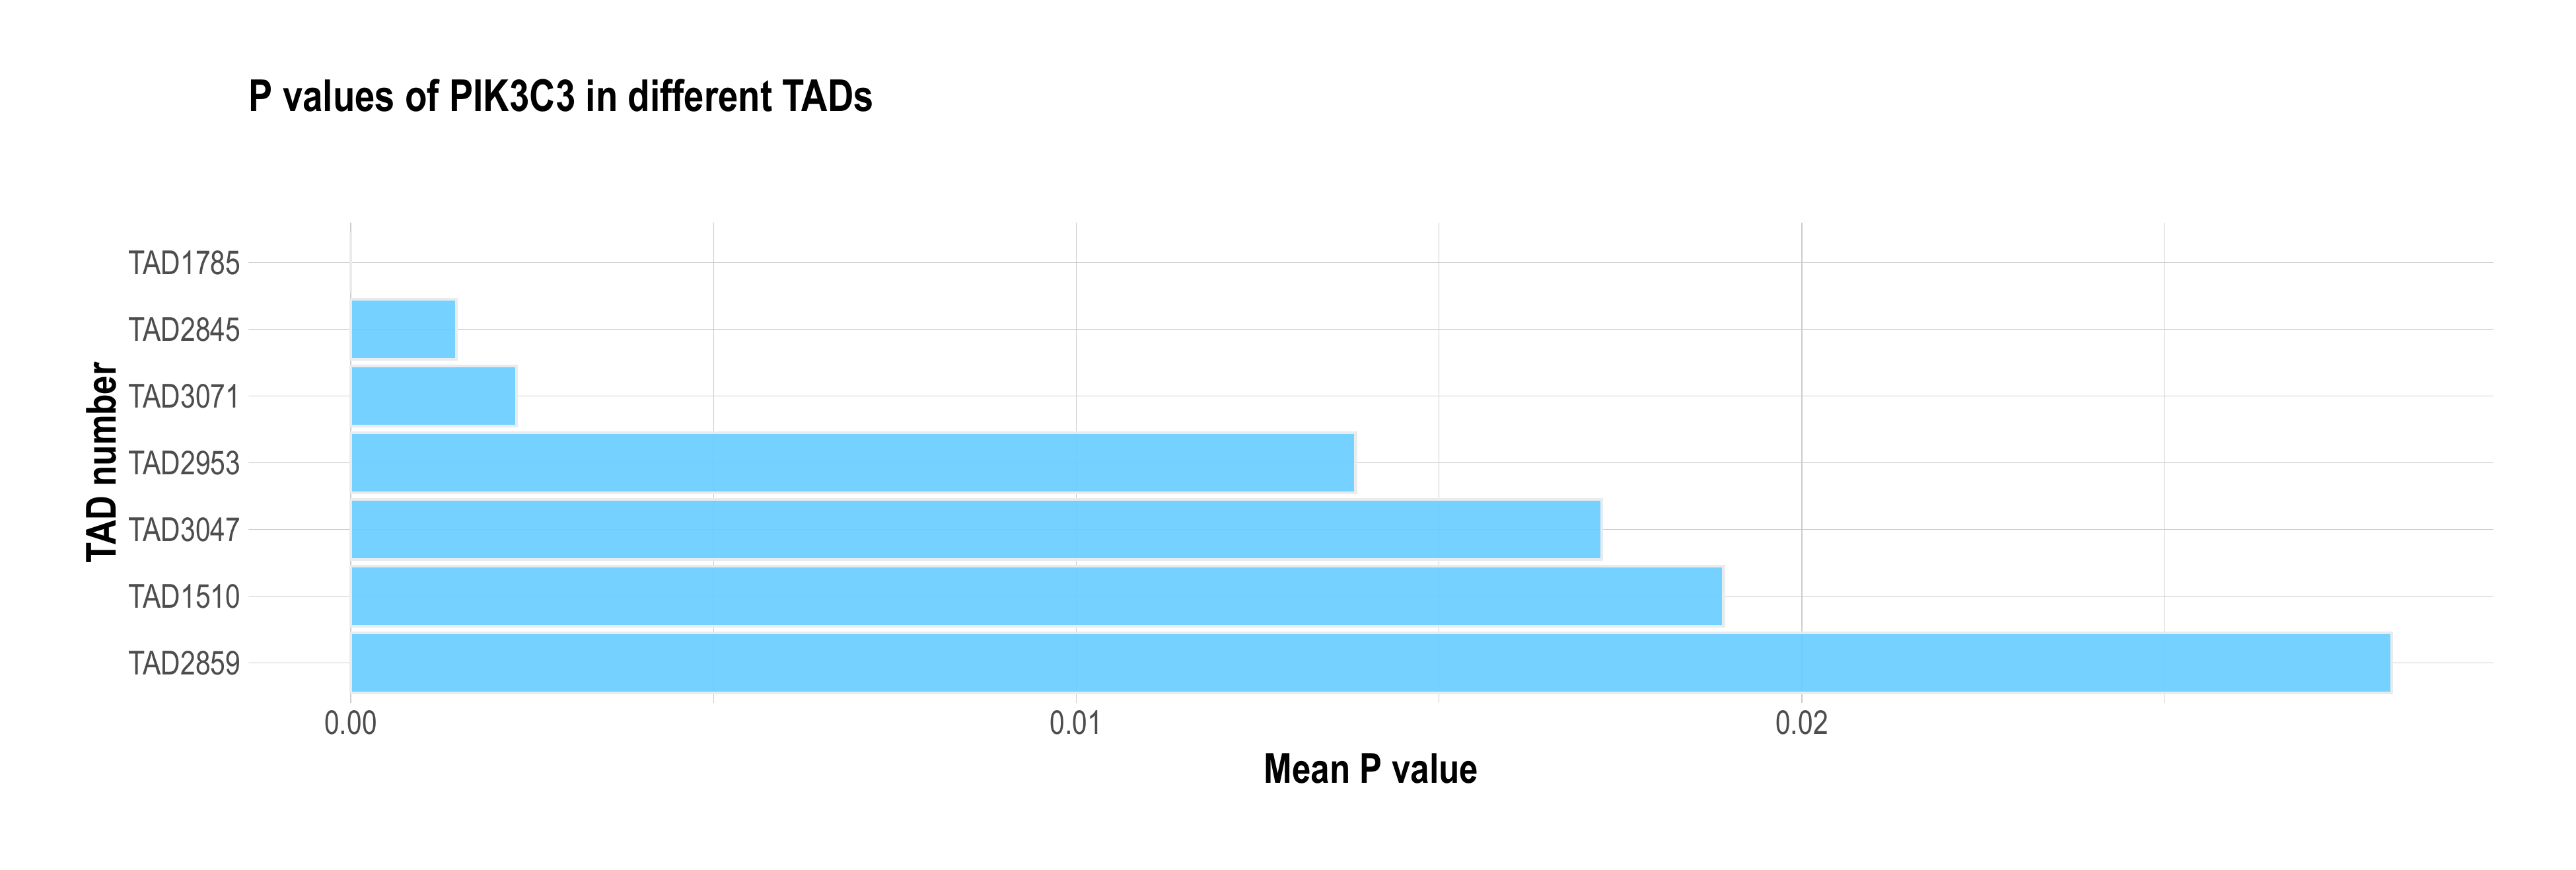 P values of PIK3C3 in different TADs
TAD number
TAD1785
TAD2845
TAD3071
TAD2953
TAD3047
TAD1510
TAD2859
0.00
0.01
0.02
Mean P value